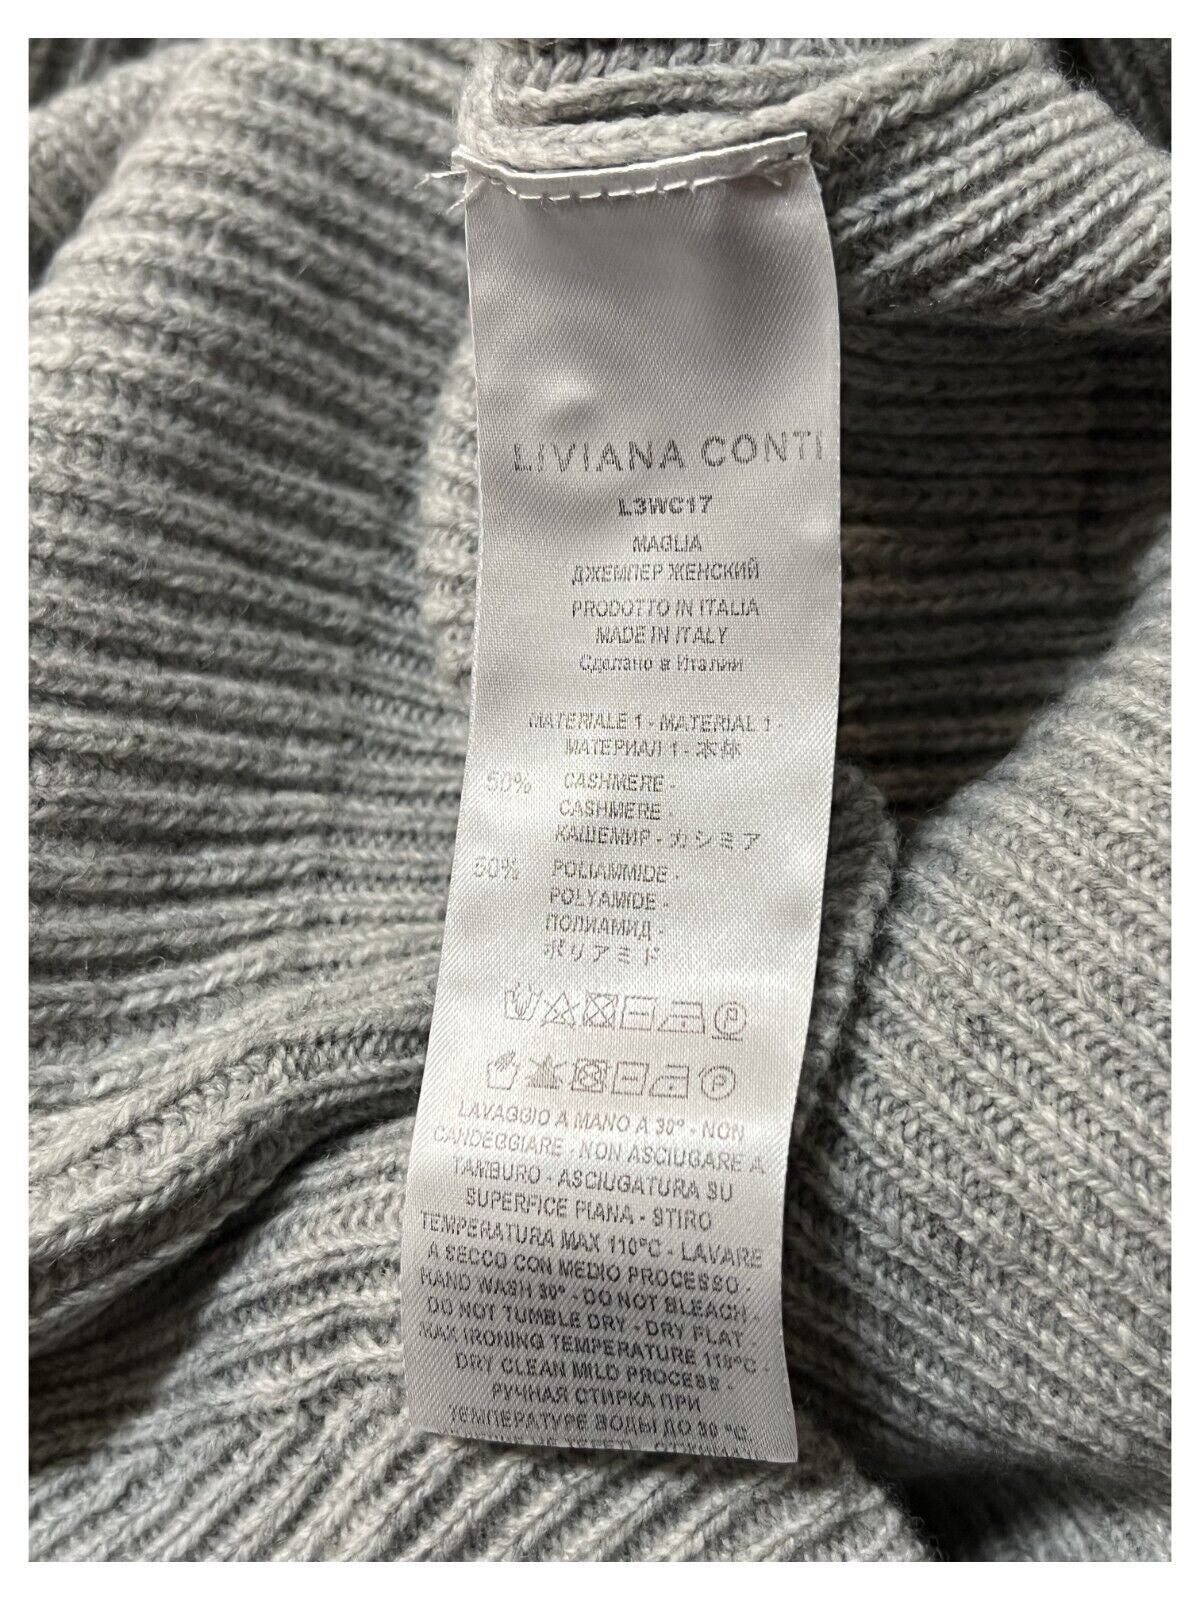 LIVIANA CONTI
L3WC17
MAGLIA
ДЖЕМПЕР ЖЕНСКИЙ
PRODOTTO IN ITALIA
MADE IN ITALY
Сделано в Италии
MATERIALE 1 - MATERIAL 1 -
МАТЕРИАЛ 1 -
50% CASHMERE -
CASHMERE -
КАШЕМИР - カシミア
50% POLIAMMIDE -
POLYAMIDE -
ПОЛИАМИД -
ポリアミド
P
P
LAVAGGIO A MANO A 30° - NON
CANDEGGIARE - NON ASCIUGARE A
TAMBURO - ASCIUGATURA SU
SUPERFICE PIANA - STIRO
TEMPERATURA MAX 110°C - LAVARE
A SECCO CON MEDIO PROCESSO -
HAND WASH 30° - DO NOT BLEACH -
DO NOT TUMBLE DRY - DRY FLAT -
MAX IRONING TEMPERATURE 110°C -
DRY CLEAN MILD PROCESS -
РУЧНАЯ СТИРКА ПРИ
ТЕМПЕРАТУРЕ ВОДЫ ДО 30 °C